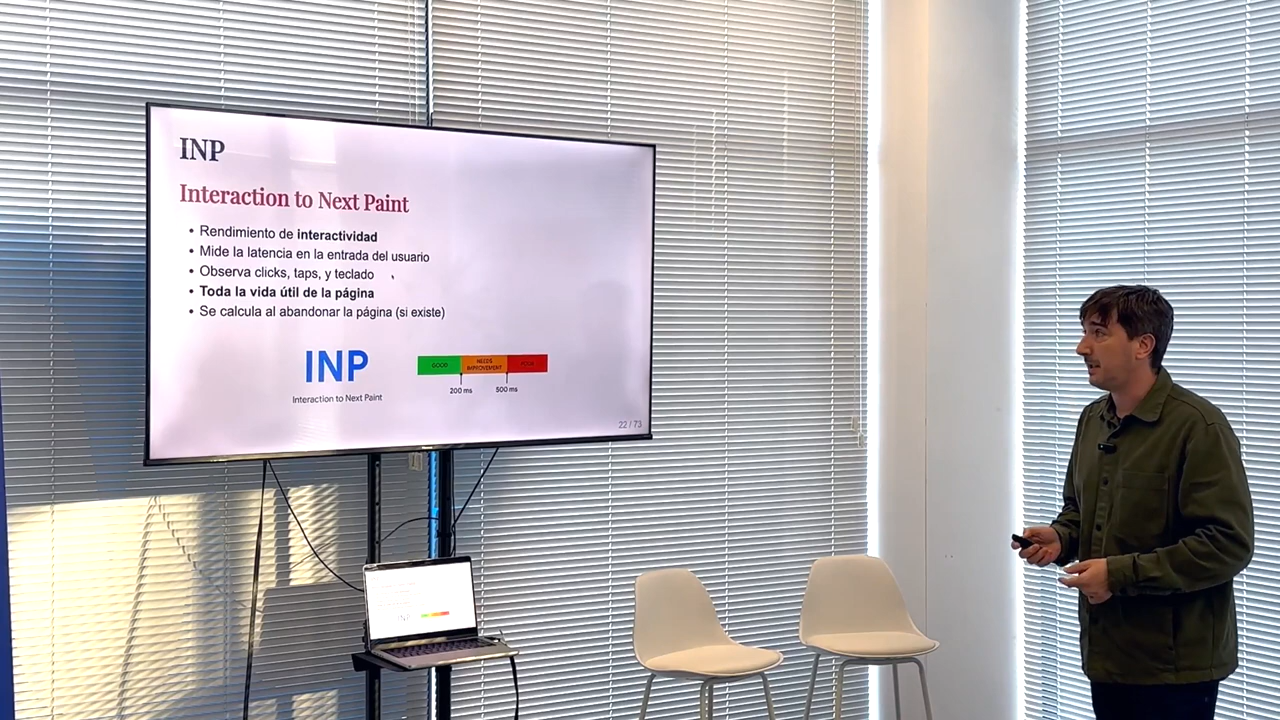 INP
Interaction to Next Paint
• Rendimiento de interactividad
• Mide la latencia en la entrada del usuario
• Observa clicks, taps, y teclado
• Toda la vida útil de la página
• Se calcula al abandonar la página (si existe)
INP
Interaction to Next Paint
GOOD
NEEDS
IMPROVEMENT
POOR
200 ms
500 ms
22 / 73